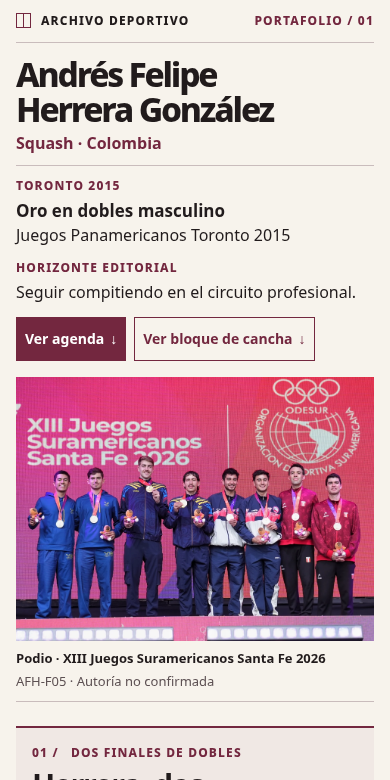 ARCHIVO DEPORTIVO
PORTAFOLIO / 01
Andrés Felipe
Herrera González
Squash · Colombia
TORONTO 2015
Oro en dobles masculino
Juegos Panamericanos Toronto 2015
HORIZONTE EDITORIAL
Seguir compitiendo en el circuito profesional.
Ver agenda ↓
Ver bloque de cancha ↓
XIII Juegos
Suramericanos
Santa Fe 2026
ODESUR
ORGANIZACIÓN DEPORTIVA SURAMERICANA
Podio · XIII Juegos Suramericanos Santa Fe 2026
AFH-F05 · Autoría no confirmada
01 / DOS FINALES DE DOBLES
Herrera, dos